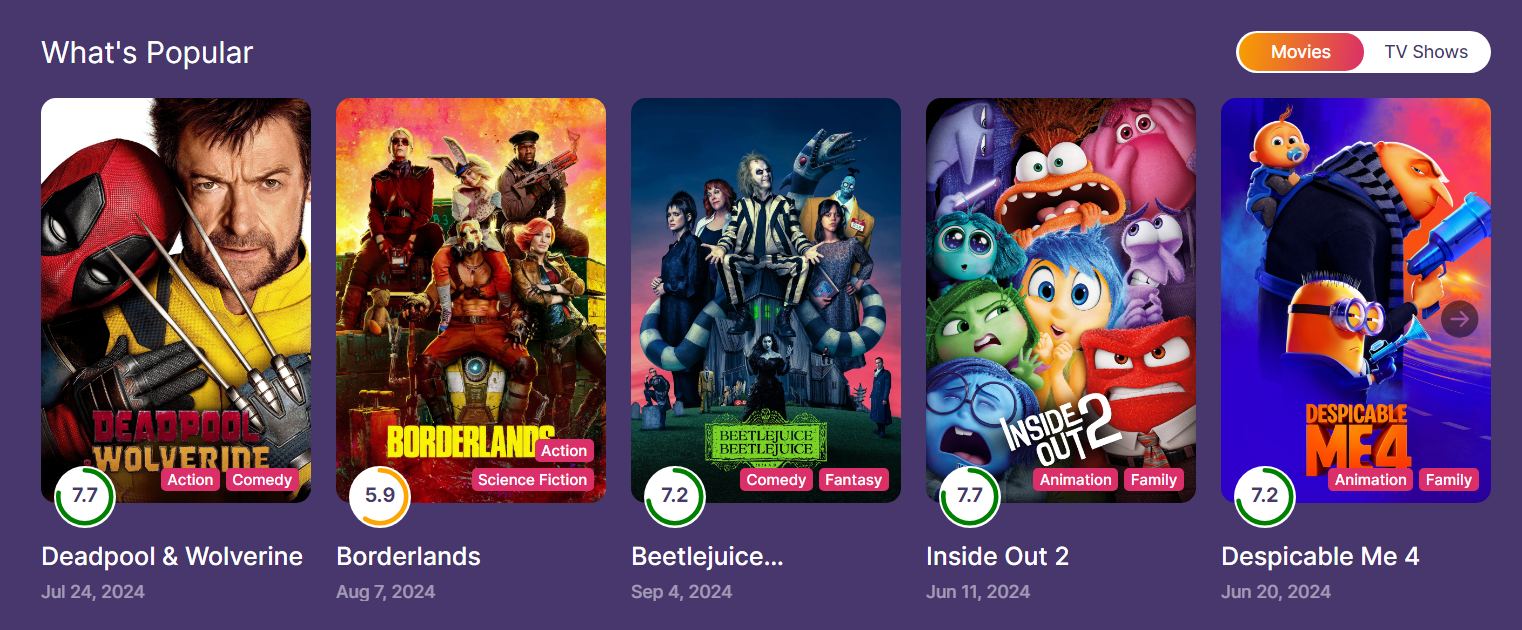 What's Popular
Movies
TV Shows
DEADPOOL
WOLVERINE
Action
Comedy
7.7
Deadpool & Wolverine
Jul 24, 2024
BORDERLANDS
Action
Science Fiction
5.9
Borderlands
Aug 7, 2024
BEETLEJUICE
BEETLEJUICE
Comedy
Fantasy
7.2
Beetlejuice...
Sep 4, 2024
INSIDE
OUT 2
Animation
Family
7.7
Inside Out 2
Jun 11, 2024
DESPICABLE
ME 4
Animation
Family
7.2
Despicable Me 4
Jun 20, 2024